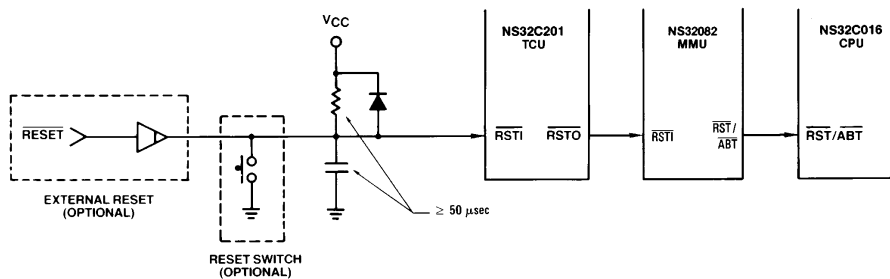 VCC
NS32C201
TCU
NS32082
MMU
NS32C016
CPU
RESET
RSTI
RSTO
RSTI
RST/
ABT
RST/ABT
EXTERNAL RESET
(OPTIONAL)
≥ 50 μsec
RESET SWITCH
(OPTIONAL)